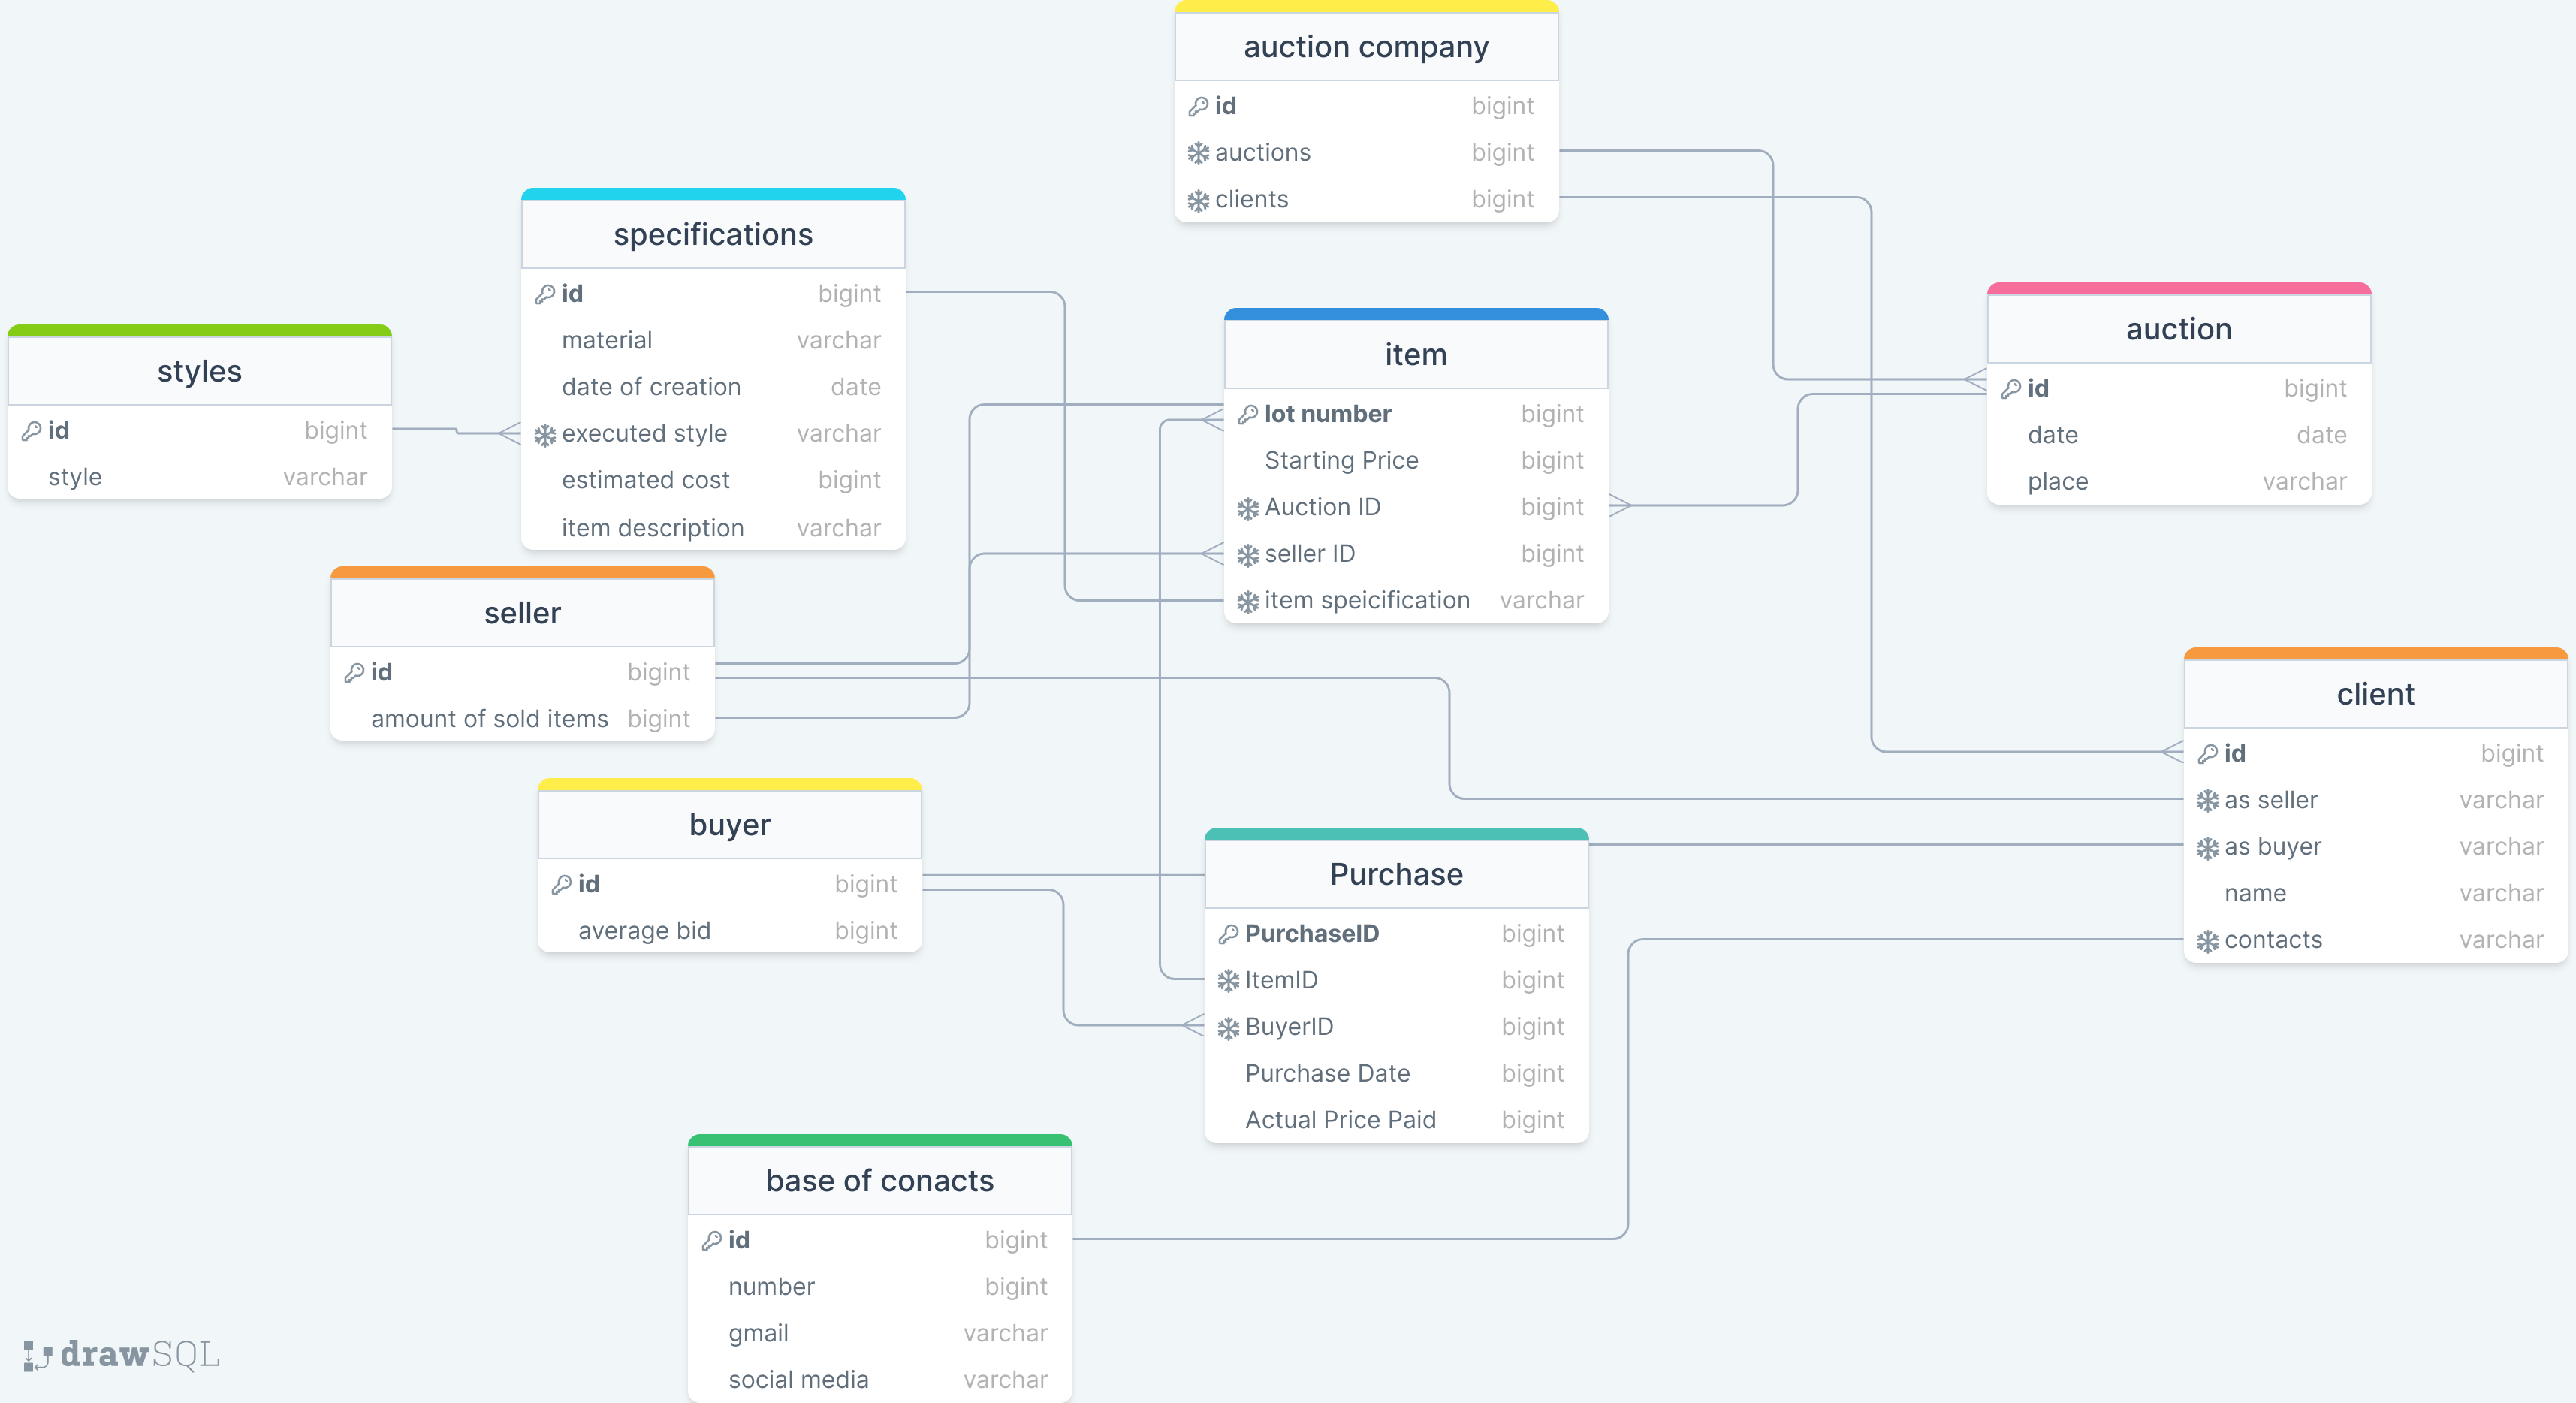 auction company
id bigint
auctions bigint
clients bigint
specifications
id bigint
material varchar
date of creation date
executed style varchar
estimated cost bigint
item description varchar
styles
id bigint
style varchar
item
lot number bigint
Starting Price bigint
Auction ID bigint
seller ID bigint
item speicification varchar
auction
id bigint
date date
place varchar
seller
id bigint
amount of sold items bigint
client
id bigint
as seller varchar
as buyer varchar
name varchar
contacts varchar
buyer
id bigint
average bid bigint
Purchase
PurchaseID bigint
ItemID bigint
BuyerID bigint
Purchase Date bigint
Actual Price Paid bigint
base of conacts
id bigint
number bigint
gmail varchar
social media varchar
drawSQL